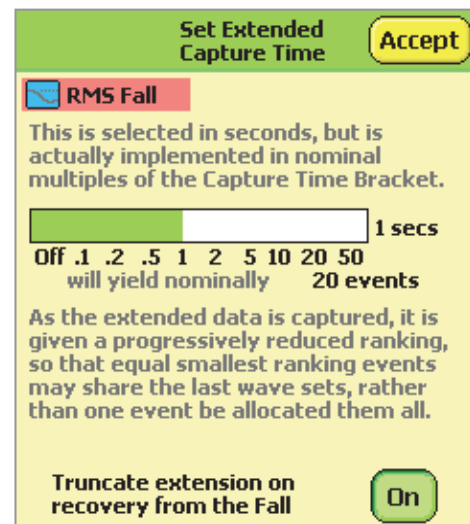 Set Extended
Capture Time
Accept
RMS Fall
This is selected in seconds, but is
actually implemented in nominal
multiples of the Capture Time Bracket.
1 secs
Off .1 .2 .5 1 2 5 10 20 50
will yield nominally 20 events
As the extended data is captured, it is
given a progressively reduced ranking,
so that equal smallest ranking events
may share the last wave sets, rather
than one event be allocated them all.
Truncate extension on
recovery from the Fall
On